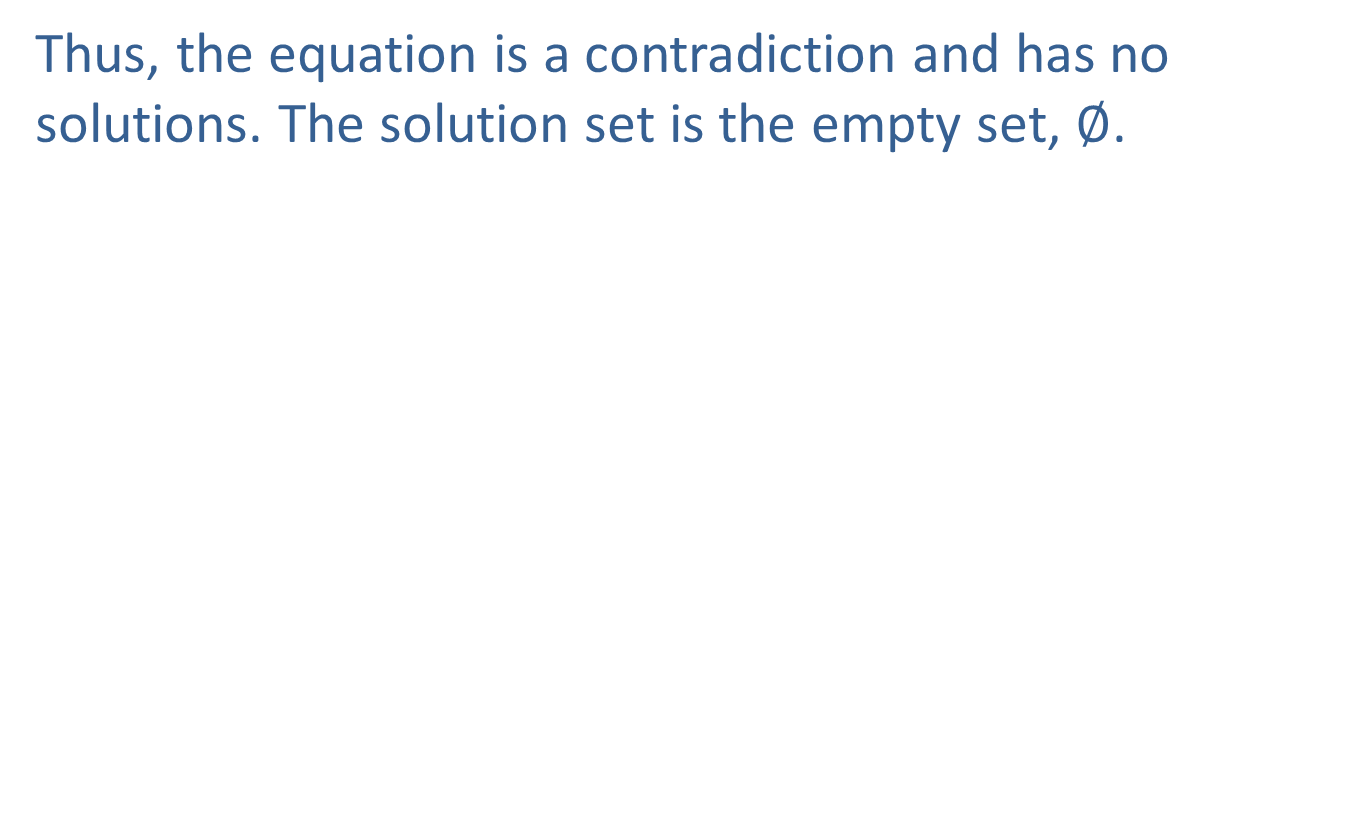 Thus, the equation is a contradiction and has no
solutions. The solution set is the empty set, Ø.